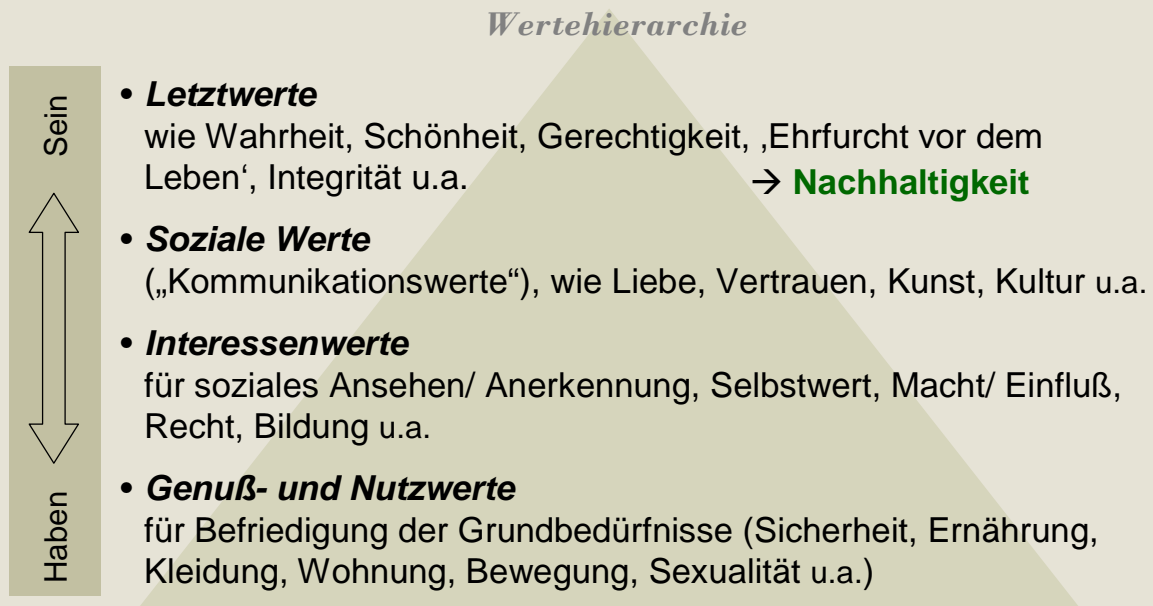 Wertehierarchie
Sein
• Letztwerte
wie Wahrheit, Schönheit, Gerechtigkeit, ‚Ehrfurcht vor dem
Leben‘, Integrität u.a.
→ Nachhaltigkeit
• Soziale Werte
(„Kommunikationswerte“), wie Liebe, Vertrauen, Kunst, Kultur u.a.
• Interessenwerte
für soziales Ansehen/ Anerkennung, Selbstwert, Macht/ Einfluß,
Recht, Bildung u.a.
Haben
• Genuß- und Nutzwerte
für Befriedigung der Grundbedürfnisse (Sicherheit, Ernährung,
Kleidung, Wohnung, Bewegung, Sexualität u.a.)